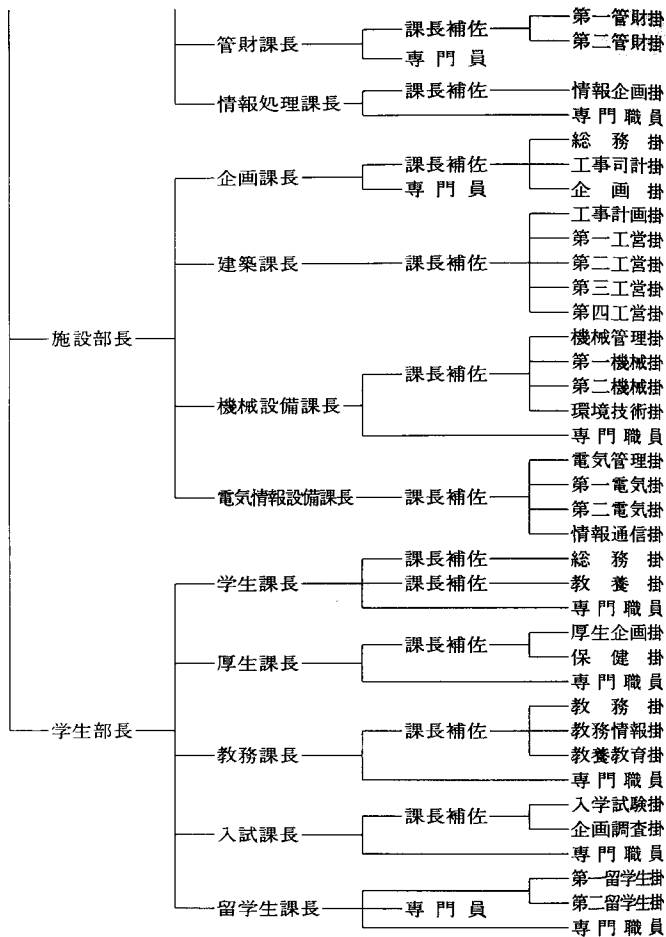 第一管財掛
課長補佐
管財課長
第二管財掛
専門員
課長補佐
情報企画掛
情報処理課長
専門職員
総務掛
課長補佐
工事司計掛
企画課長
専門員
企画掛
工事計画掛
第一工営掛
建築課長
課長補佐
第二工営掛
第三工営掛
第四工営掛
施設部長
機械管理掛
第一機械掛
課長補佐
第二機械掛
機械設備課長
環境技術掛
専門職員
電気管理掛
第一電気掛
電気情報設備課長
課長補佐
第二電気掛
情報通信掛
課長補佐
総務掛
学生課長
課長補佐
教養掛
専門職員
厚生企画掛
課長補佐
保健掛
厚生課長
専門職員
教務掛
学生部長
課長補佐
教務情報掛
教務課長
教養教育掛
専門職員
入学試験掛
課長補佐
企画調査掛
入試課長
専門職員
第一留学生掛
留学生課長
専門員
第二留学生掛
専門職員